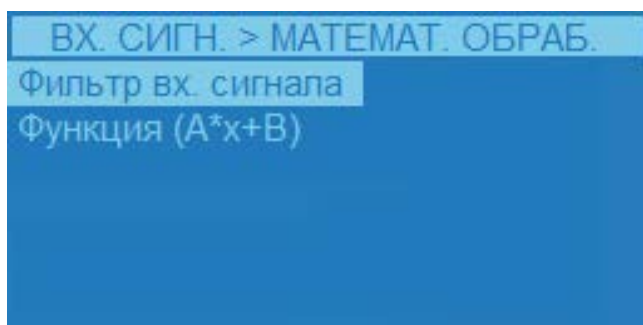 ВХ. СИГН. > МАТЕМАТ. ОБРАБ.
Фильтр вх. сигнала
Функция (A*x+B)